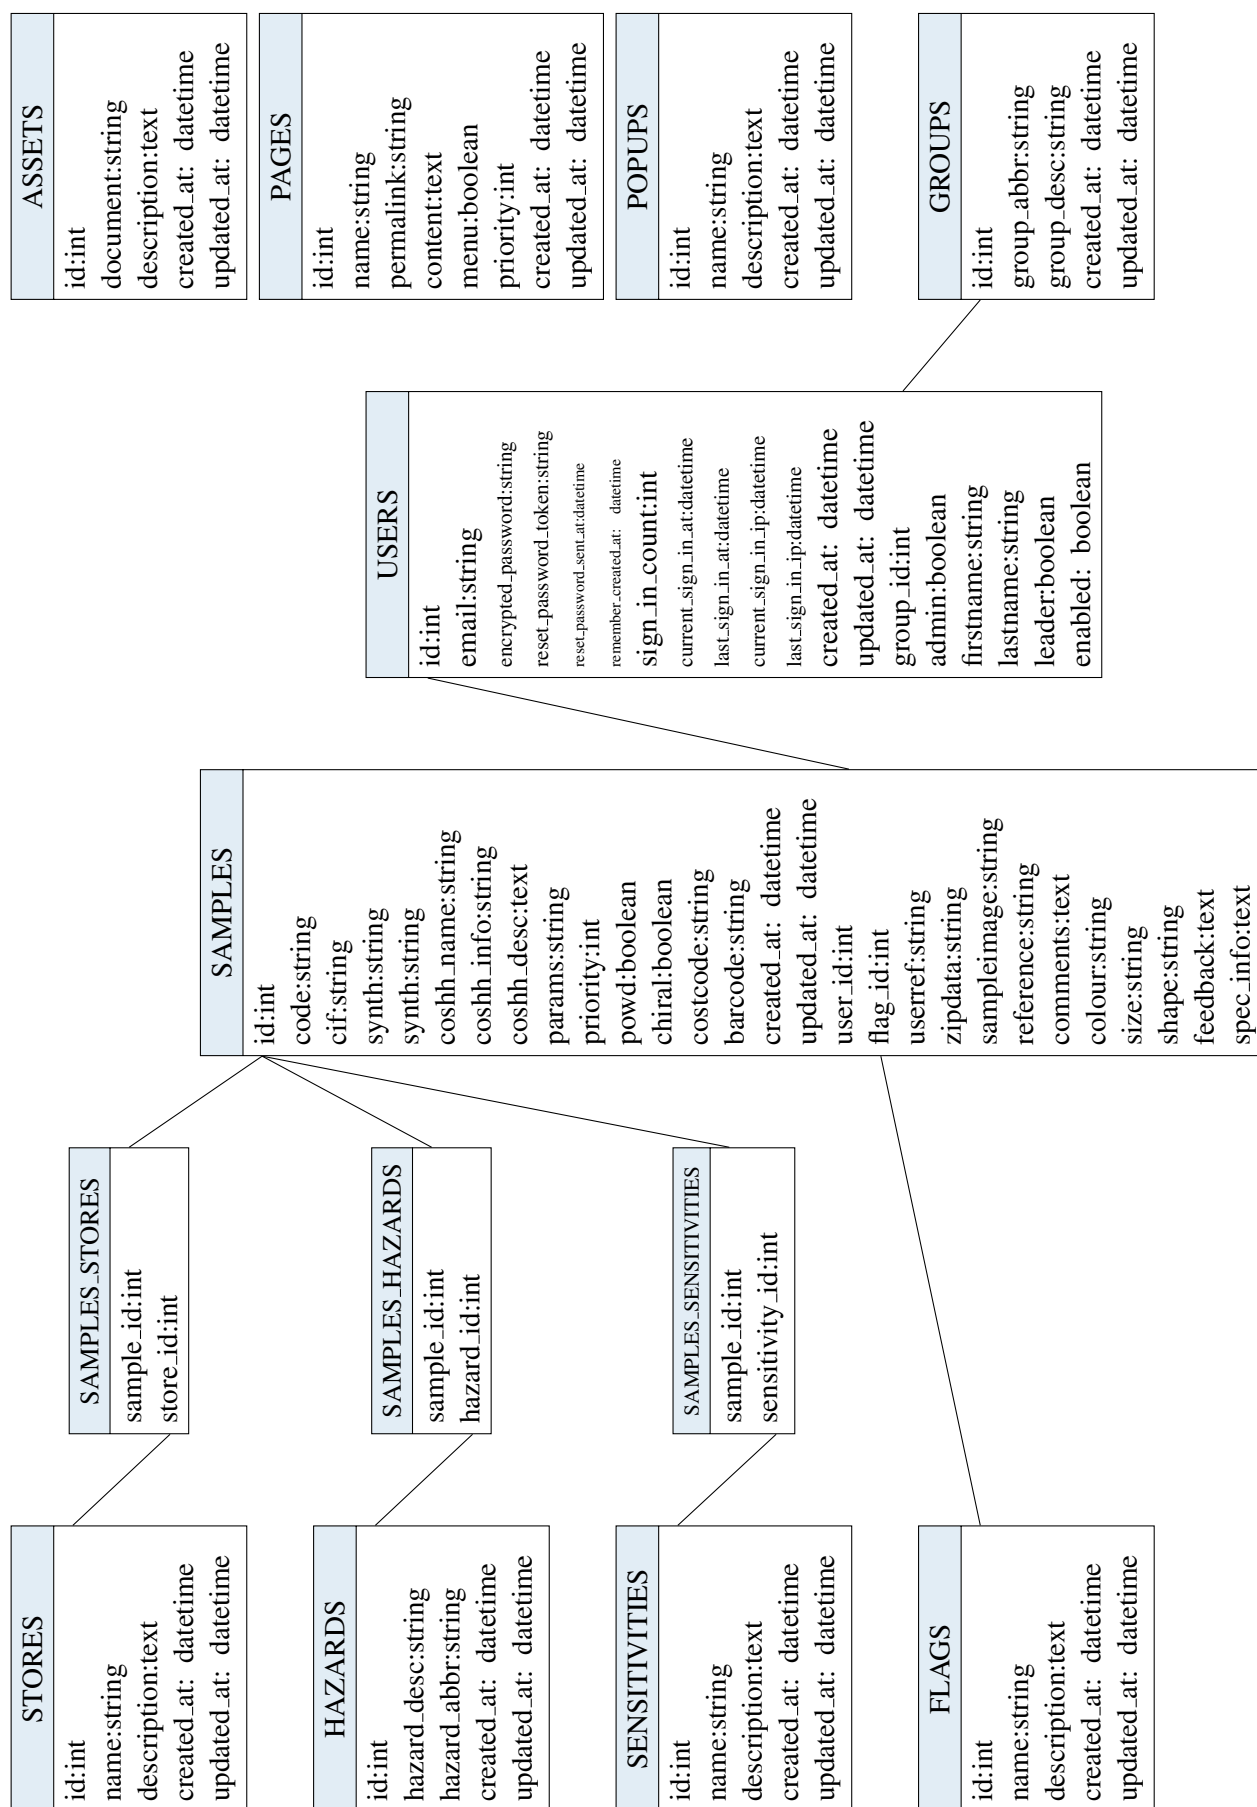 STORES
id:int
name:string
description:text
created_at: datetime
updated_at: datetime
HAZARDS
id:int
hazard_desc:string
hazard_abbr:string
created_at: datetime
updated_at: datetime
SENSITIVITIES
id:int
name:string
description:text
created_at: datetime
updated_at: datetime
FLAGS
id:int
name:string
description:text
created_at: datetime
updated_at: datetime
SAMPLES_STORES
sample_id:int
store_id:int
SAMPLES_HAZARDS
sample_id:int
hazard_id:int
SAMPLES_SENSITIVITIES
sample_id:int
sensitivity_id:int
SAMPLES
id:int
code:string
cif:string
synth:string
synth:string
coshh_name:string
coshh_info:string
coshh_desc:text
params:string
priority:int
powd:boolean
chiral:boolean
costcode:string
barcode:string
created_at: datetime
updated_at: datetime
user_id:int
flag_id:int
userref:string
zipdata:string
sampleimage:string
reference:string
comments:text
colour:string
size:string
shape:string
feedback:text
spec_info:text
USERS
id:int
email:string
encrypted_password:string
reset_password_token:string
reset_password_sent_at:datetime
remember_created_at: datetime
sign_in_count:int
current_sign_in_at:datetime
last_sign_in_at:datetime
current_sign_in_ip:datetime
last_sign_in_ip:datetime
created_at: datetime
updated_at: datetime
group_id:int
admin:boolean
firstname:string
lastname:string
leader:boolean
enabled: boolean
ASSETS
id:int
document:string
description:text
created_at: datetime
updated_at: datetime
PAGES
id:int
name:string
permalink:string
content:text
menu:boolean
priority:int
created_at: datetime
updated_at: datetime
POPUPS
id:int
name:string
description:text
created_at: datetime
updated_at: datetime
GROUPS
id:int
group_abbr:string
group_desc:string
created_at: datetime
updated_at: datetime